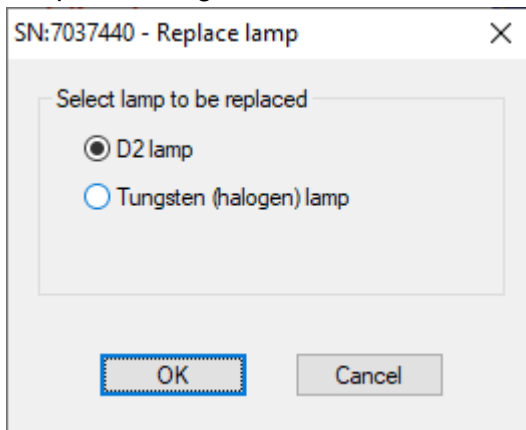 SN:7037440 - Replace lamp
Select lamp to be replaced
D2 lamp
Tungsten (halogen) lamp
OK
Cancel